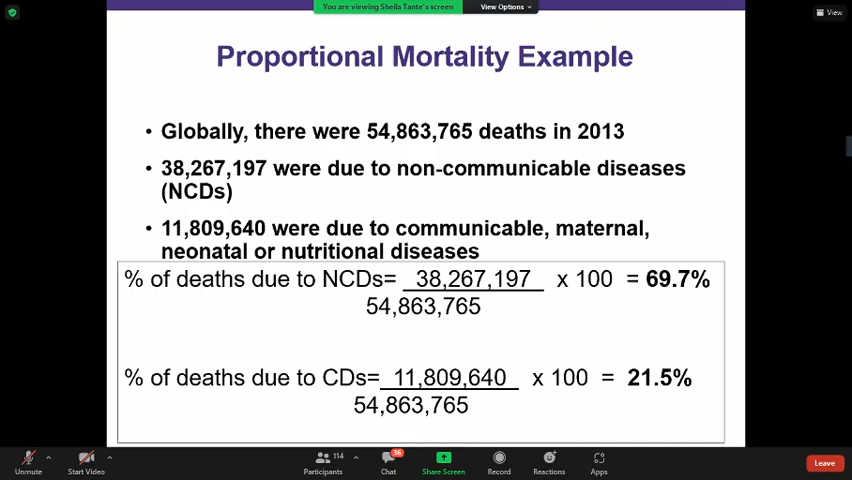 You are viewing Sheila Tante's screen
View Options
View
Proportional Mortality Example
• Globally, there were 54,863,765 deaths in 2013
• 38,267,197 were due to non-communicable diseases
(NCDs)
• 11,809,640 were due to communicable, maternal,
neonatal or nutritional diseases
% of deaths due to NCDs= 38,267,197 x 100 = 69.7%
54,863,765
% of deaths due to CDs= 11,809,640 x 100 = 21.5%
54,863,765
114
36
Unmute
Start Video
Participants
Chat
Share Screen
Record
Reactions
Apps
Leave